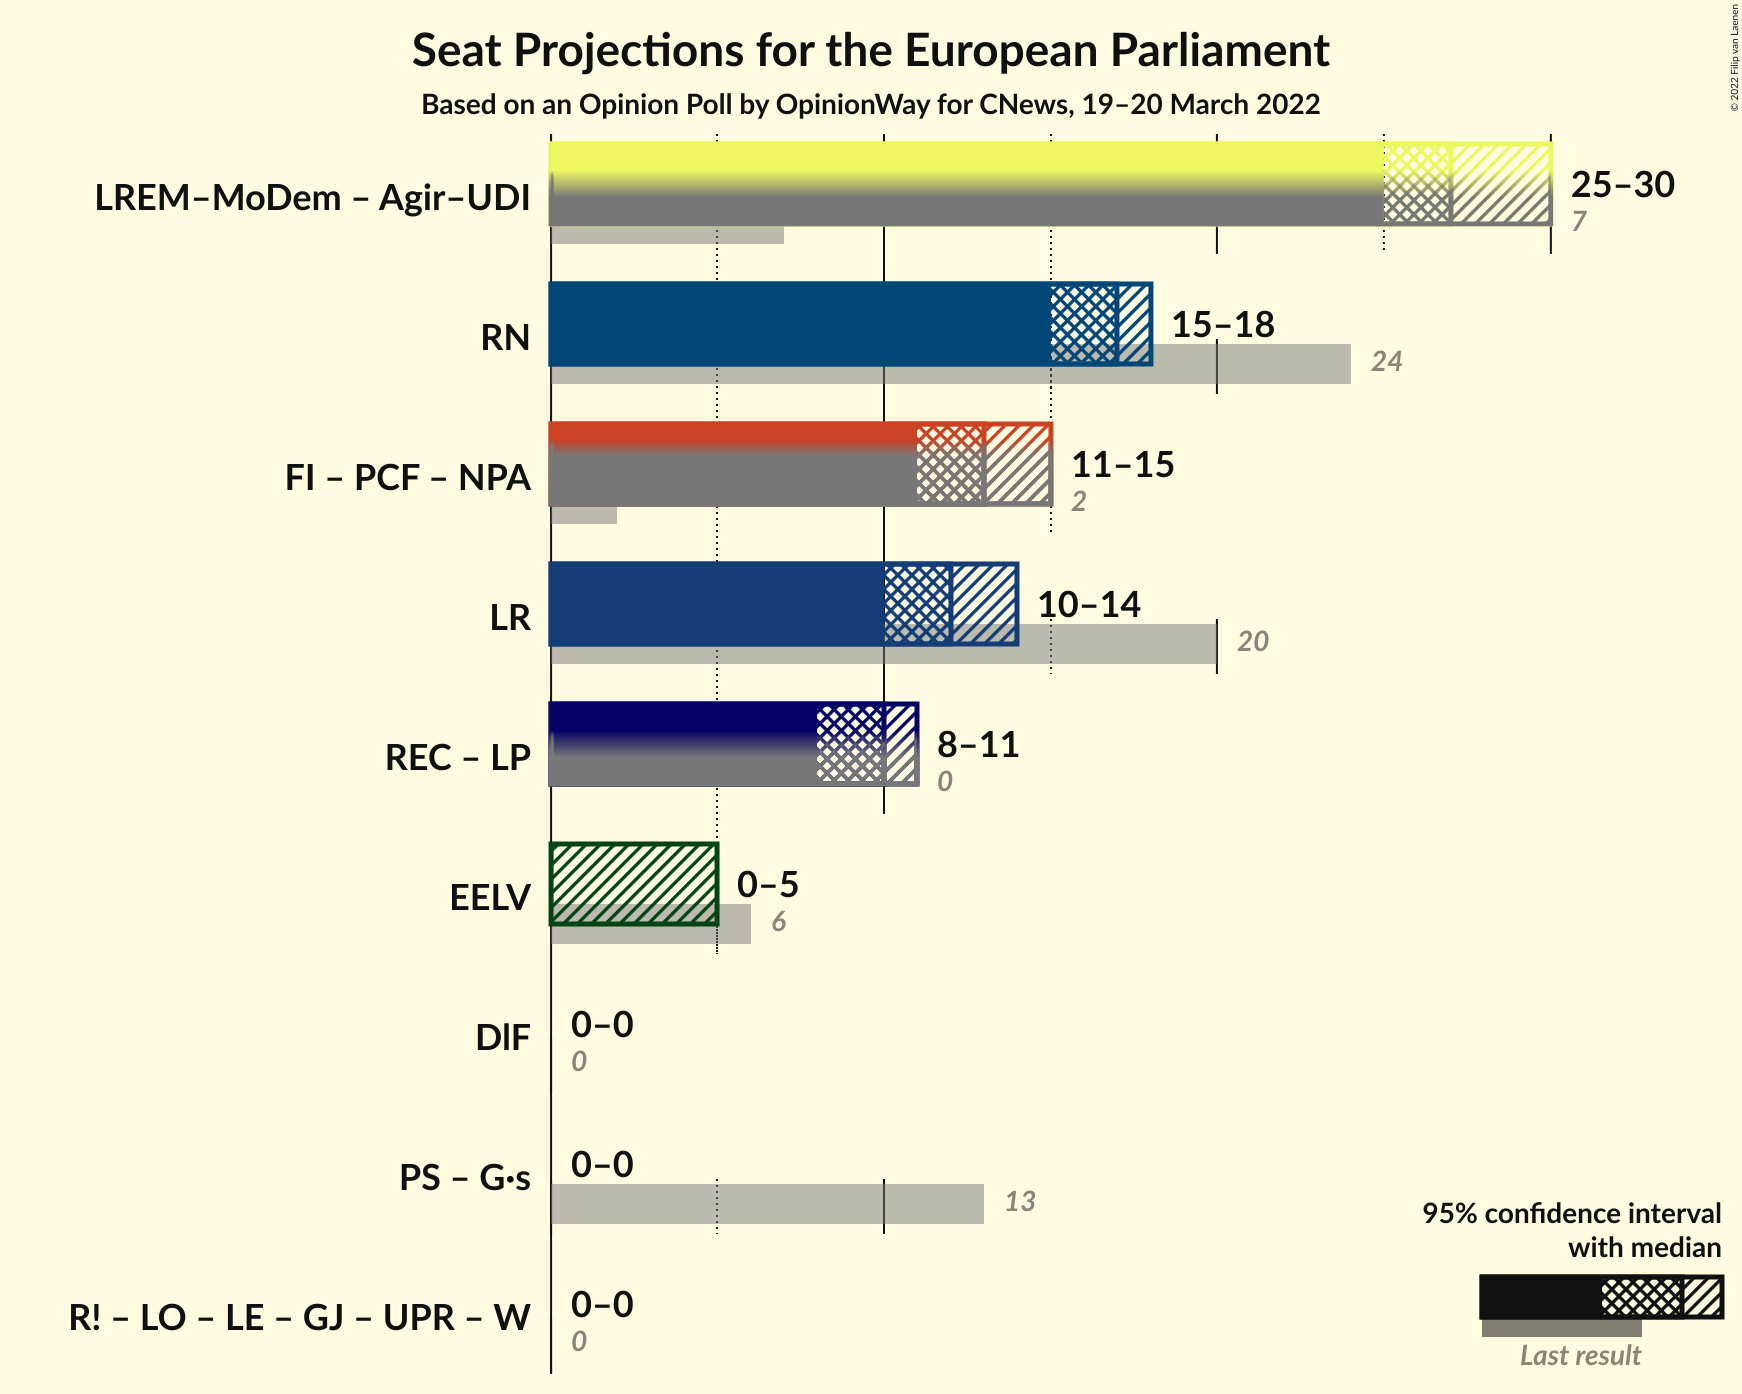 Seat Projections for the European Parliament
Based on an Opinion Poll by OpinionWay for CNews, 19–20 March 2022
© 2022 Filip van Laenen
LREM–MoDem – Agir–UDI
25–30
7
RN
15–18
24
FI – PCF – NPA
11–15
2
LR
10–14
20
REC – LP
8–11
0
EELV
0–5
6
DlF
0–0
0
PS – G·s
0–0
13
R! – LO – LE – GJ – UPR – W
0–0
0
95% confidence interval
with median
Last result